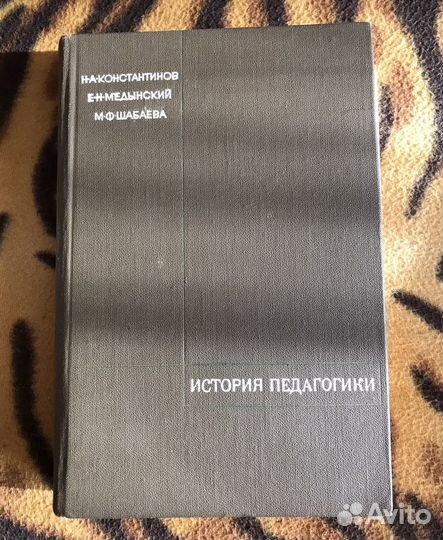 Н·А·КОНСТАНТИНОВ
Е·Н·МЕДЫНСКИЙ
М·Ф·ШАБАЕВА
ИСТОРИЯ ПЕДАГОГИКИ
Avito